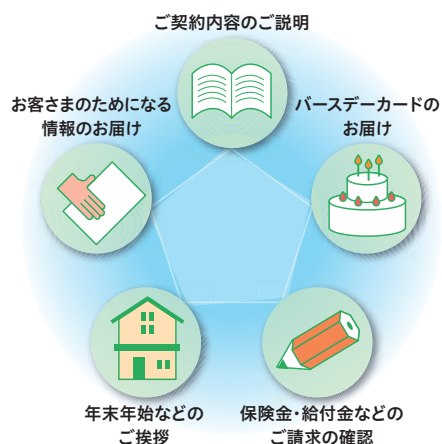 ご契約内容のご説明
お客さまのためになる
情報のお届け
バースデーカードの
お届け
年末年始などの
ご挨拶
保険金・給付金などの
ご請求の確認